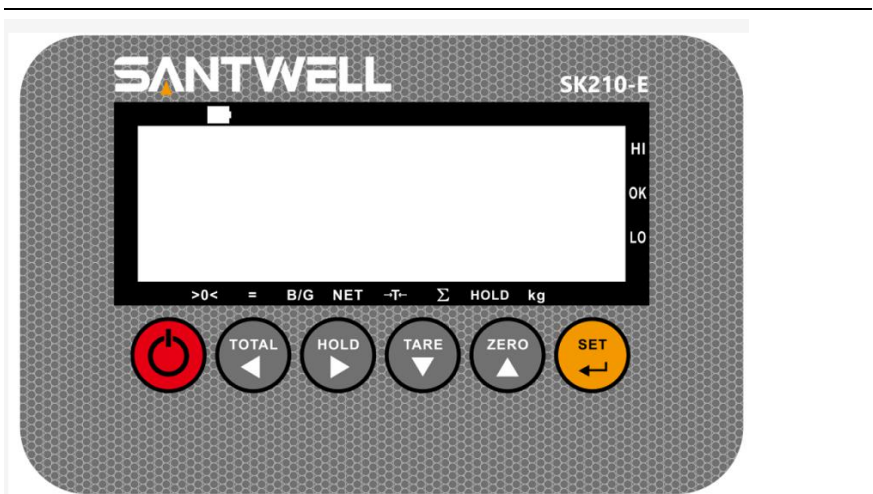 SANTWELL
SK210-E
HI
OK
LO
>0< = B/G NET →T← Σ HOLD kg
TOTAL HOLD TARE ZERO SET